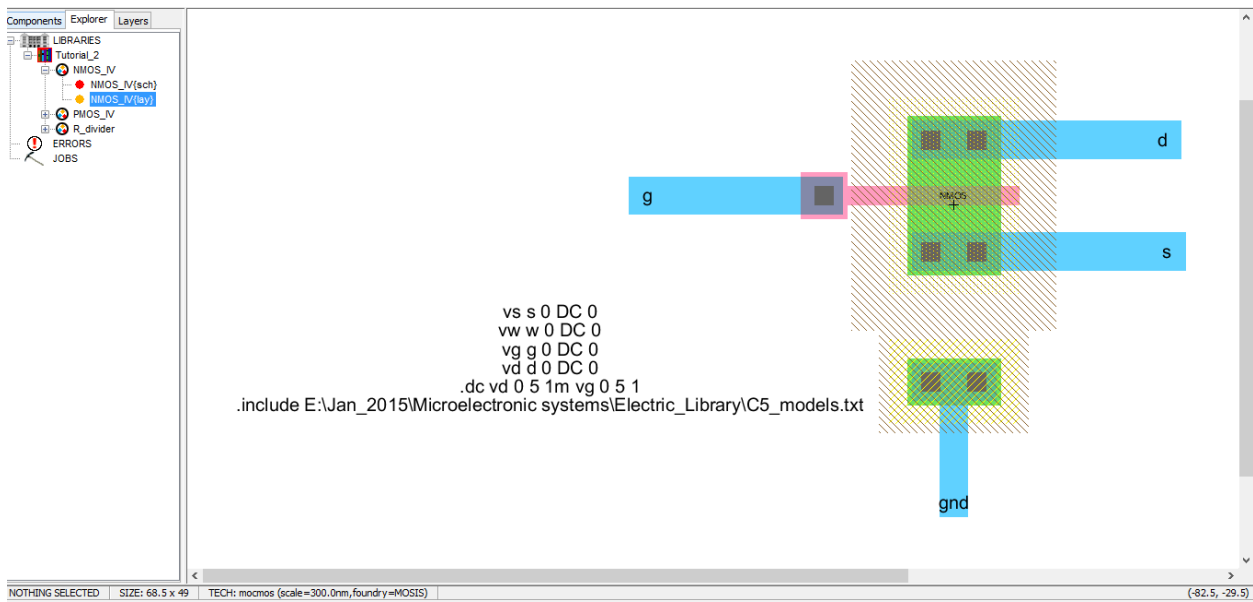 Components Explorer Layers
LIBRARIES
Tutorial_2
NMOS_IV
NMOS_IV{sch}
NMOS_IV{lay}
PMOS_IV
R_divider
ERRORS
JOBS
d
g
NMOS
s
vs s 0 DC 0
vw w 0 DC 0
vg g 0 DC 0
vd d 0 DC 0
.dc vd 0 5 1m vg 0 5 1
.include E:\Jan_2015\Microelectronic systems\Electric_Library\C5_models.txt
gnd
NOTHING SELECTED SIZE: 68.5 x 49 TECH: mocmos (scale=300.0nm,foundry=MOSIS) (-82.5, -29.5)